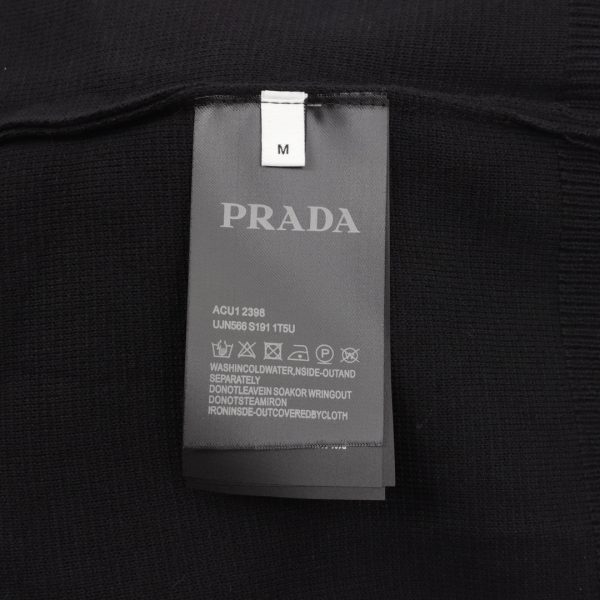 M
PRADA
ACU1 2398
UJN566 S191 1T5U
WASHINCOLDWATER,NSIDE-OUTAND
SEPARATELY
DONOTLEAVEIN SOAKOR WRINGOUT
DONOTSTEAMIRON
IRONINSDE-OUTCOVEREDBYCLOTH